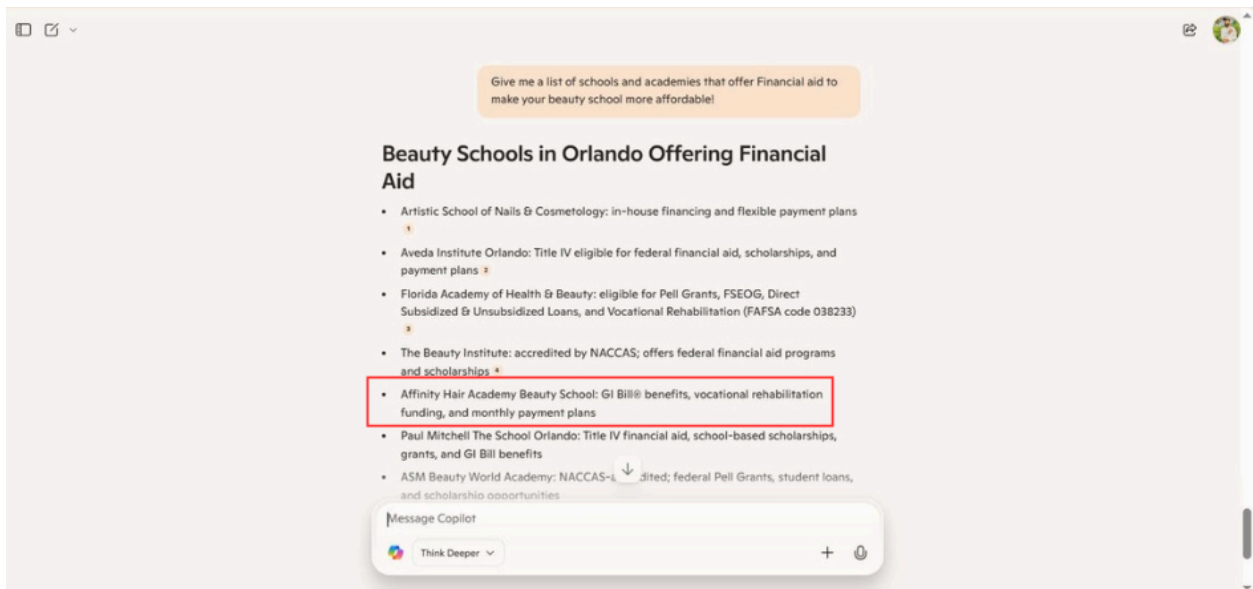 Give me a list of schools and academies that offer Financial aid to
make your beauty school more affordable!
Beauty Schools in Orlando Offering Financial
Aid
• Artistic School of Nails & Cosmetology: in-house financing and flexible payment plans
1
• Aveda Institute Orlando: Title IV eligible for federal financial aid, scholarships, and
payment plans 2
• Florida Academy of Health & Beauty: eligible for Pell Grants, FSEOG, Direct
Subsidized & Unsubsidized Loans, and Vocational Rehabilitation (FAFSA code 038233)
3
• The Beauty Institute: accredited by NACCAS; offers federal financial aid programs
and scholarships 4
• Affinity Hair Academy Beauty School: GI Bill® benefits, vocational rehabilitation
funding, and monthly payment plans
• Paul Mitchell The School Orlando: Title IV financial aid, school-based scholarships,
grants, and GI Bill benefits
• ASM Beauty World Academy: NACCAS-a dited; federal Pell Grants, student loans,
and scholarship opportunities
Message Copilot
Think Deeper